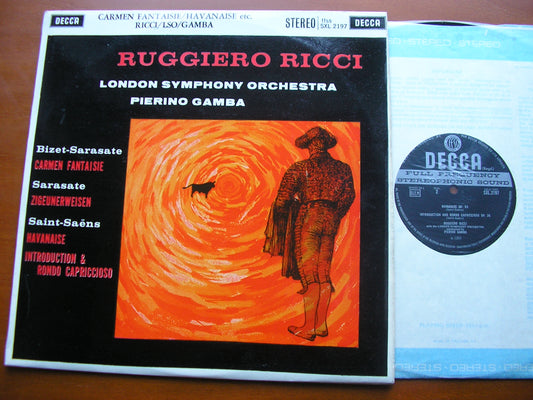 CARMEN FANTAISIE/HAVANAISE etc.
RICCI/LSO/GAMBA
STEREO
SXL 2197
DECCA
RUGGIERO RICCI
LONDON SYMPHONY ORCHESTRA
PIERINO GAMBA
Bizet-Sarasate
CARMEN FANTAISIE
Sarasate
ZIGEUNERWEISEN
Saint-Saëns
HAVANAISE
INTRODUCTION &
RONDO CAPRICCIOSO
DECCA
FULL FREQUENCY
STEREOPHONIC SOUND
HAVANAISE OP. 83
INTRODUCTION AND RONDO CAPRICCIOSO OP. 28
RUGGIERO RICCI
PIERINO GAMBA
STEREO
STEREO